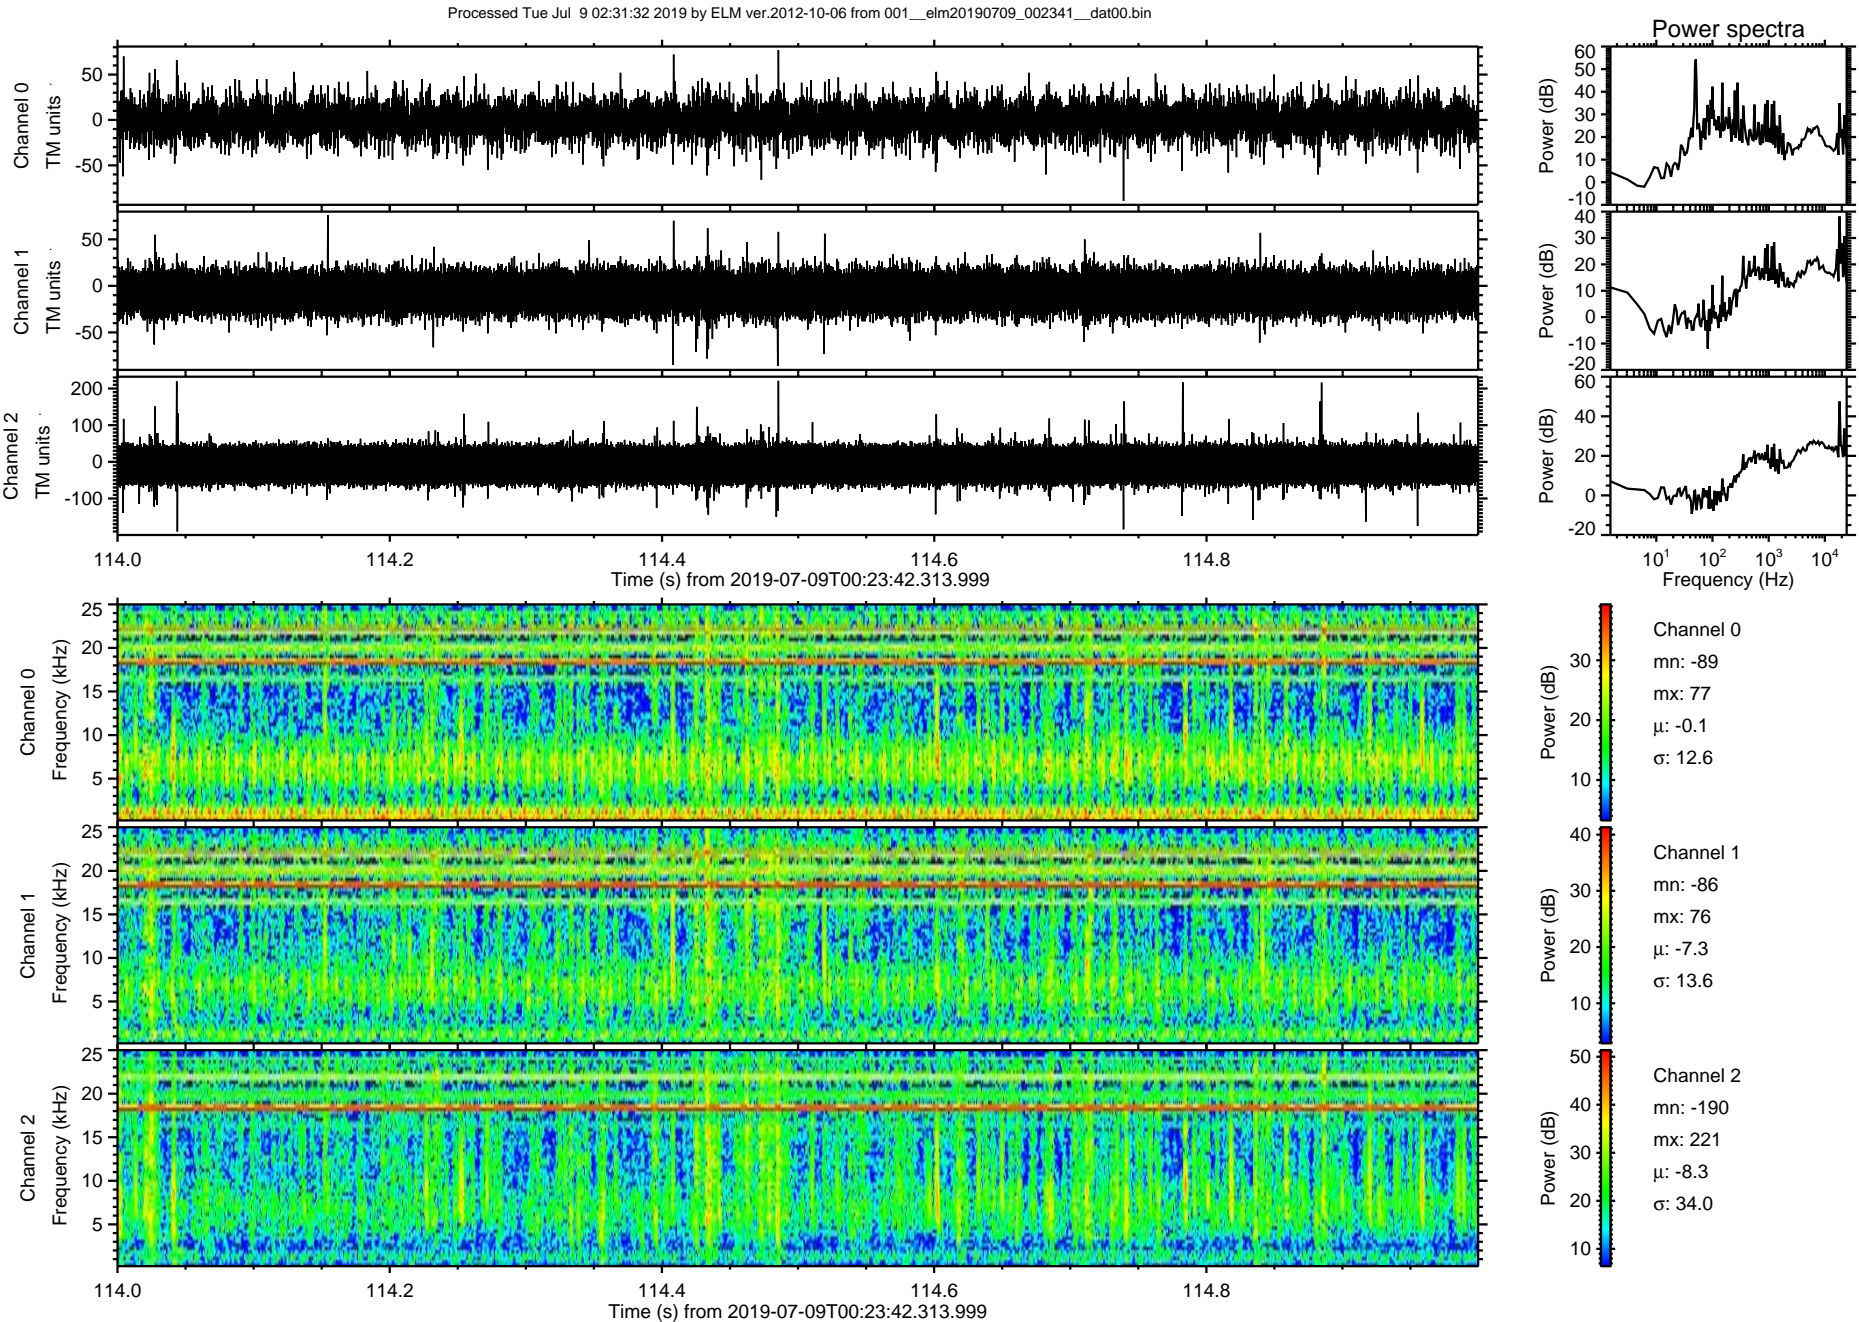 Processed Tue Jul  9 02:31:32 2019 by ELM ver.2012-10-06 from 001__elm20190709_002341__dat00.bin
Power spectra
Channel 0
TM units
50
0
-50
Power (dB)
60
50
40
30
20
10
0
-10
Channel 1
TM units
50
0
-50
Power (dB)
40
30
20
10
0
-10
-20
Channel 2
TM units
200
100
0
-100
Power (dB)
60
40
20
0
-20
114.0 114.2 114.4 114.6 114.8
Time (s) from 2019-07-09T00:23:42.313.999
10¹ 10² 10³ 10⁴
Frequency (Hz)
Channel 0
Frequency (kHz)
25
20
15
10
5
Power (dB)
30
20
10
Channel 0
mn: -89
mx: 77
μ: -0.1
σ: 12.6
Channel 1
Frequency (kHz)
25
20
15
10
5
Power (dB)
40
30
20
10
Channel 1
mn: -86
mx: 76
μ: -7.3
σ: 13.6
Channel 2
Frequency (kHz)
25
20
15
10
5
Power (dB)
50
40
30
20
10
Channel 2
mn: -190
mx: 221
μ: -8.3
σ: 34.0
114.0 114.2 114.4 114.6 114.8
Time (s) from 2019-07-09T00:23:42.313.999